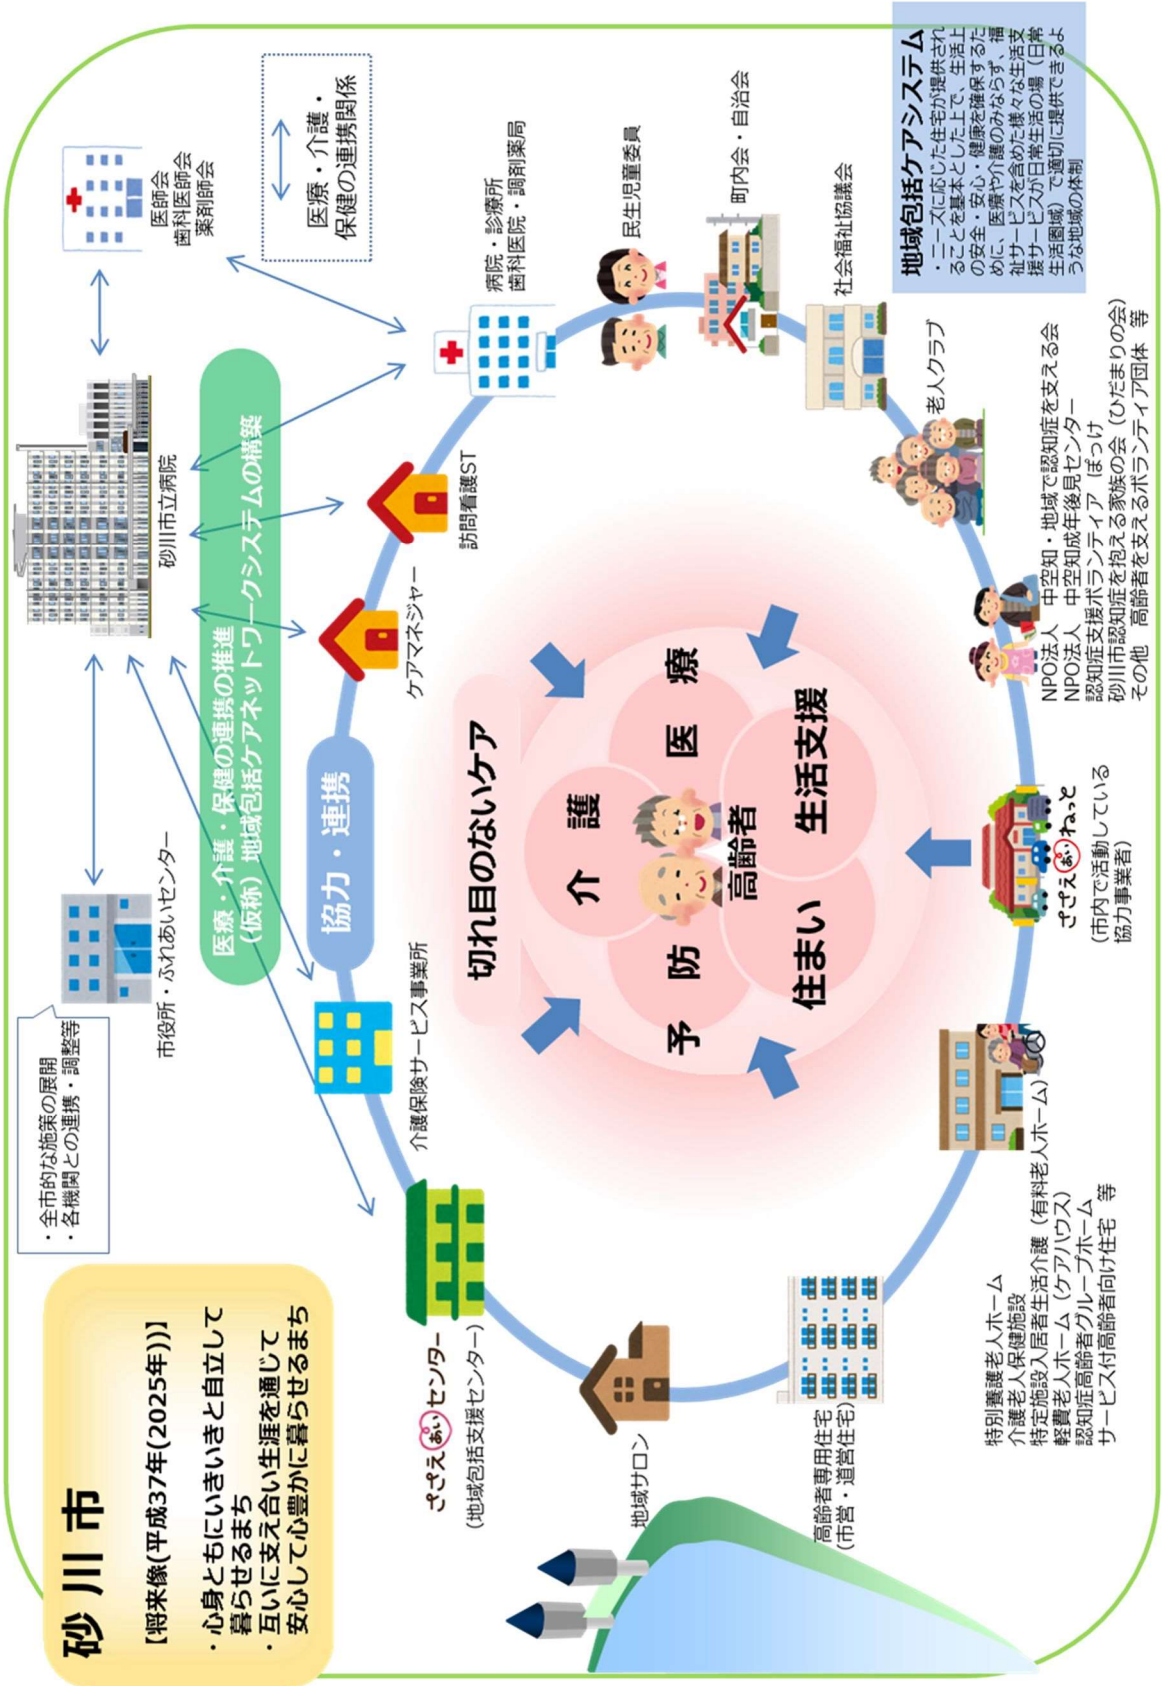 砂川市
【将来像(平成37年(2025年))】
・心身ともにいきいきと自立して
暮らせるまち
・互いに支え合い生涯を通じて
安心して心豊かに暮らせるまち
・全市的な施策の展開
・各機関との連携・調整等
市役所・ふれあいセンター
砂川市立病院
医師会
歯科医師会
薬剤師会
医療・介護・
保健の連携関係
医療・介護・保健の連携の推進
(仮称)地域包括ケアネットワークシステムの構築
協力・連携
ささえあいセンター
(地域包括支援センター)
介護保険サービス事業所
ケアマネジャー
訪問看護ST
病院・診療所
歯科医院・調剤薬局
民生児童委員
町内会・自治会
社会福祉協議会
老人クラブ
切れ目のないケア
介護
医療
予防
高齢者
住まい
生活支援
地域サロン
高齢者専用住宅
(市営・道営住宅)
特別養護老人ホーム
介護老人保健施設
特定施設入居者生活介護(有料老人ホーム)
軽費老人ホーム(ケアハウス)
認知症高齢者グループホーム
サービス付高齢者向け住宅 等
ささえあいねっと
(市内で活動している
協力事業者)
NPO法人 中空知・地域で認知症を支える会
NPO法人 中空知成年後見センター
認知症支援ボランティア ぽっけ
砂川市認知症を抱える家族の会(ひだまりの会)
その他 高齢者を支えるボランティア団体 等
地域包括ケアシステム
・ニーズに応じた住宅が提供され
ることを基本とした上で、生活上
の安全・安心・健康を確保するた
めに、医療や介護のみならず、福
祉サービスを含めた様々な生活支
援サービスが日常生活の場(日常
生活圏域)で適切に提供できるよ
うな地域の体制